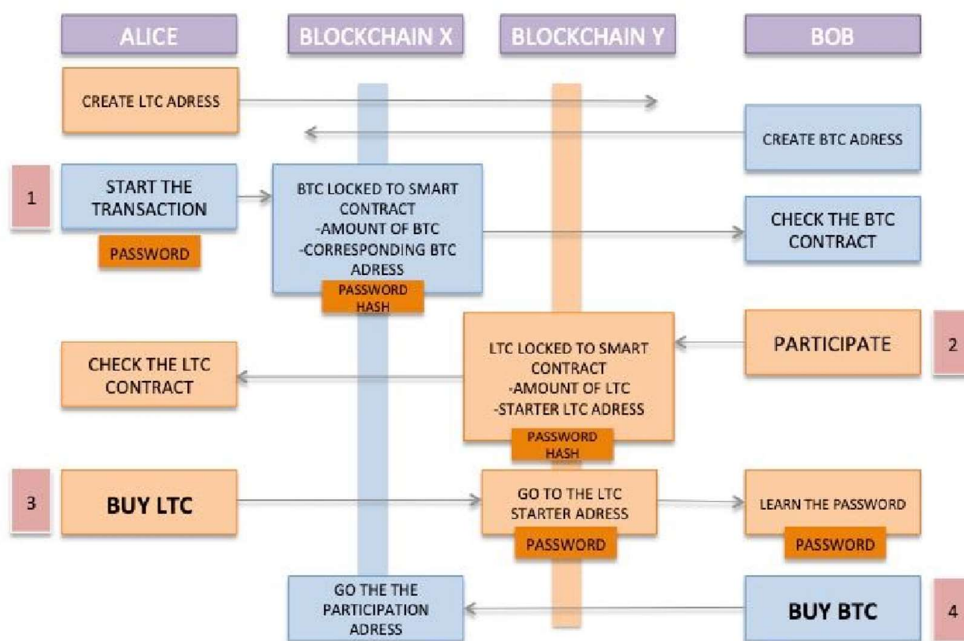 ALICE
BLOCKCHAIN X
BLOCKCHAIN Y
BOB
CREATE LTC ADRESS
CREATE BTC ADRESS
1
START THE
TRANSACTION
PASSWORD
BTC LOCKED TO SMART
CONTRACT
-AMOUNT OF BTC
-CORRESPONDING BTC
ADRESS
PASSWORD
HASH
CHECK THE BTC
CONTRACT
CHECK THE LTC
CONTRACT
LTC LOCKED TO SMART
CONTRACT
-AMOUNT OF LTC
-STARTER LTC ADRESS
PASSWORD
HASH
PARTICIPATE
2
3
BUY LTC
GO TO THE LTC
STARTER ADRESS
PASSWORD
LEARN THE PASSWORD
PASSWORD
GO THE THE
PARTICIPATION
ADRESS
BUY BTC
4